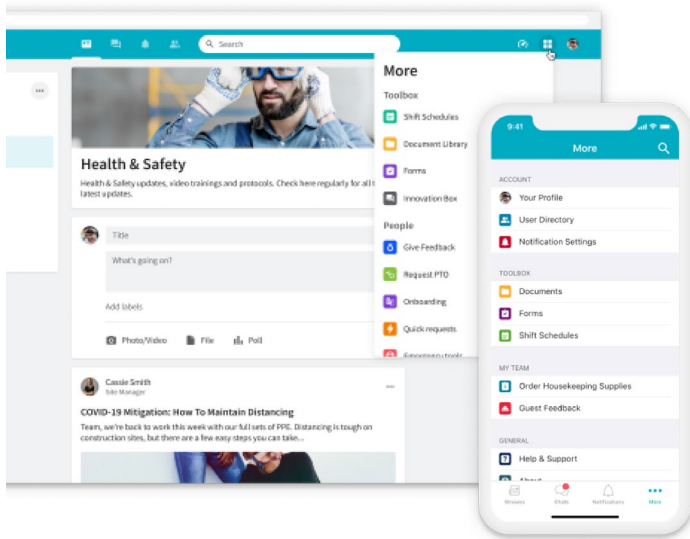 Search
More
Toolbox
Shift Schedules
Document Library
Forms
Innovation Box
People
Give Feedback
Request PTO
Onboarding
Quick requests
Emergency tools
Health & Safety
Health & Safety updates, video trainings and protocols. Check here regularly for all t
latest updates.
Title
What's going on?
Add labels
Photo/Video
File
Poll
Cassie Smith
Site Manager
COVID-19 Mitigation: How To Maintain Distancing
Team, we're back to work this week with our full sets of PPE. Distancing is tough on
construction sites, but there are a few easy steps you can take...
9:41
More
ACCOUNT
Your Profile
User Directory
Notification Settings
TOOLBOX
Documents
Forms
Shift Schedules
MY TEAM
Order Housekeeping Supplies
Guest Feedback
GENERAL
Help & Support
About
Streams
Chats
Notifications
More